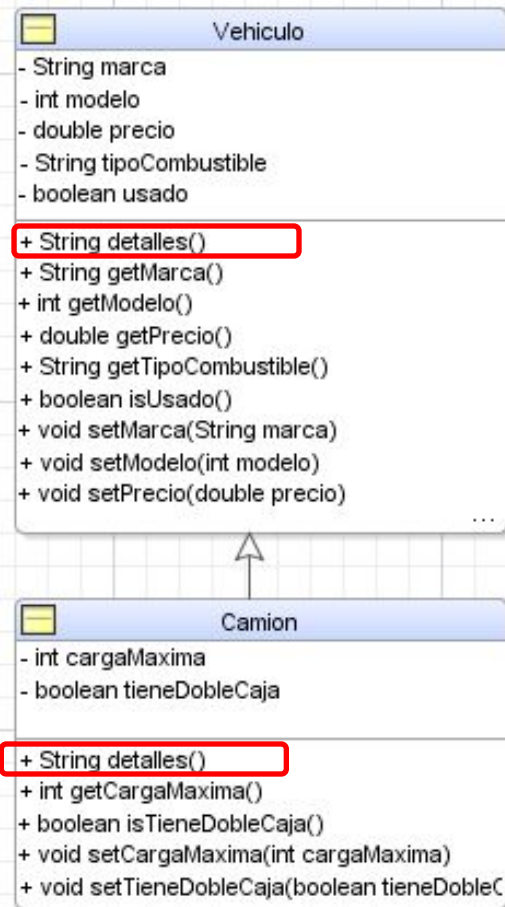 Vehiculo
- String marca
- int modelo
- double precio
- String tipoCombustible
- boolean usado
+ String detalles()
+ String getMarca()
+ int getModelo()
+ double getPrecio()
+ String getTipoCombustible()
+ boolean isUsado()
+ void setMarca(String marca)
+ void setModelo(int modelo)
+ void setPrecio(double precio)
...
Camion
- int cargaMaxima
- boolean tieneDobleCaja
+ String detalles()
+ int getCargaMaxima()
+ boolean isTieneDobleCaja()
+ void setCargaMaxima(int cargaMaxima)
+ void setTieneDobleCaja(boolean tieneDobleC